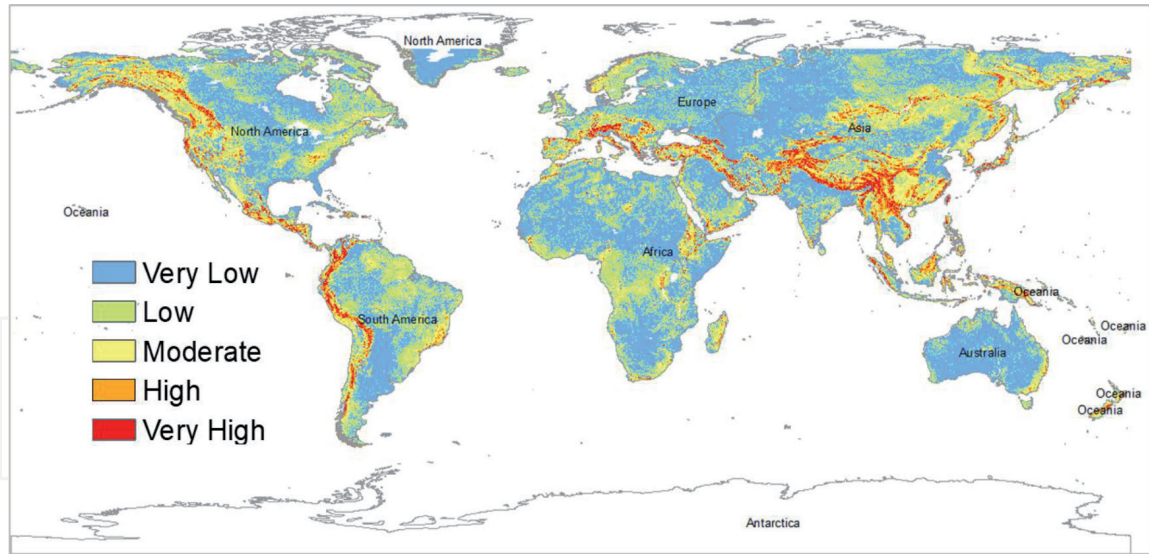 North America
Europe
North America
Asia
Oceania
Africa
Very Low
Low
Oceania
South America
Oceania
Oceania
Moderate
Australia
High
Oceania
Oceania
Very High
Antarctica